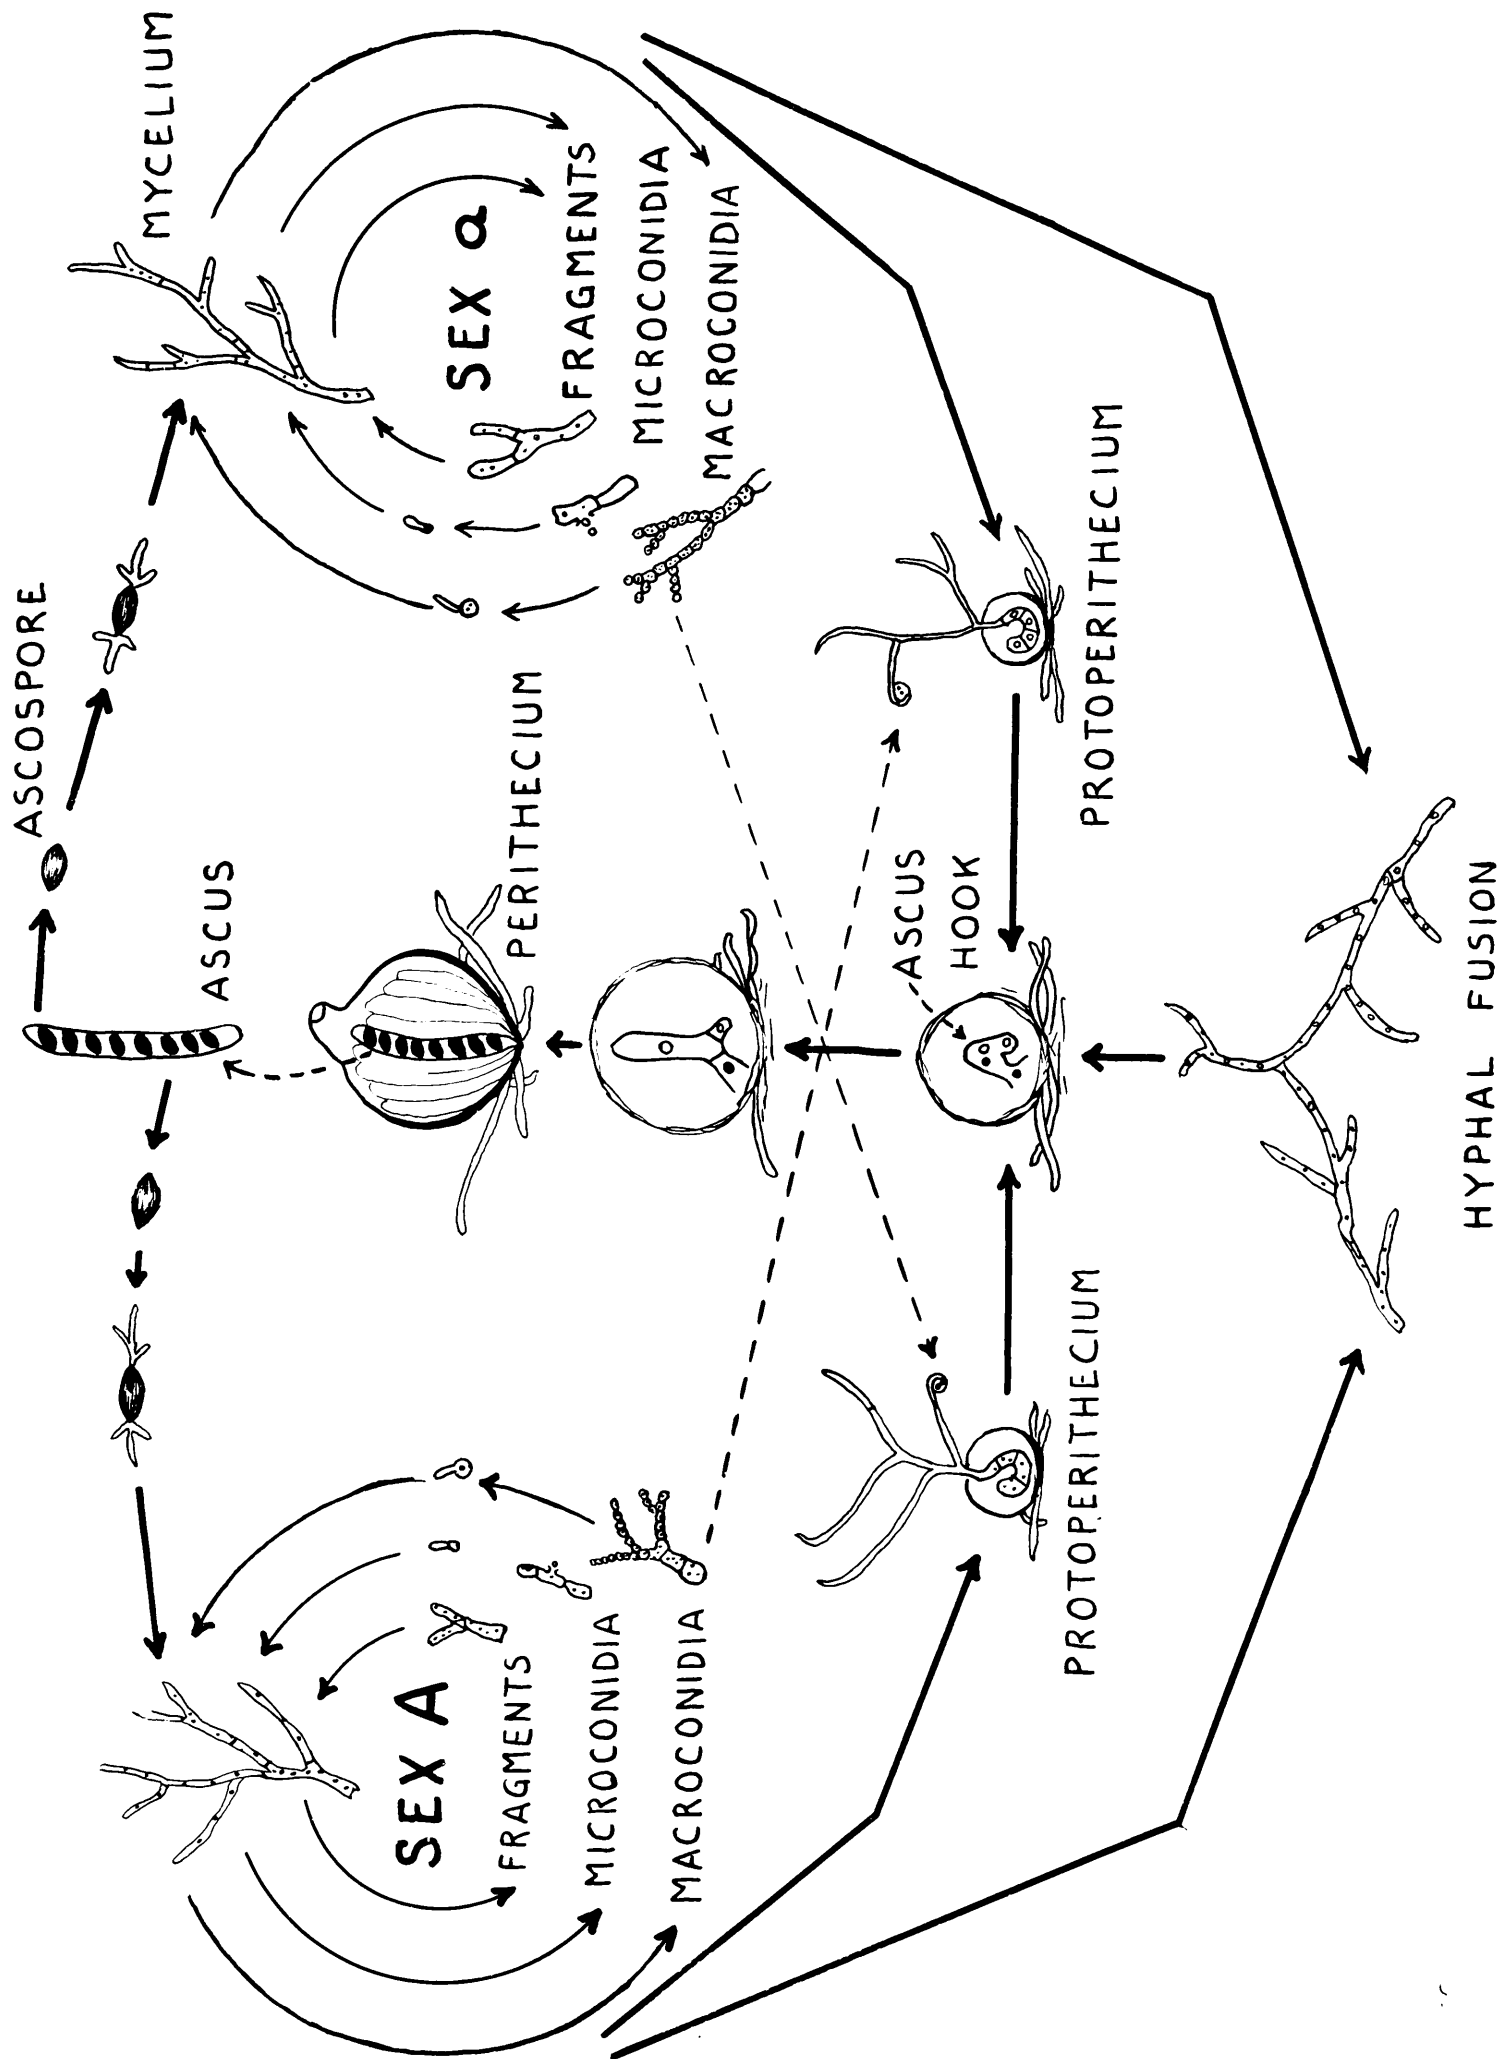 ASCOSPORE
MYCELIUM
ASCUS
SEX A
FRAGMENTS
MICROCONIDIA
MACROCONIDIA
PERITHECIUM
SEX a
FRAGMENTS
MICROCONIDIA
MACROCONIDIA
ASCUS
HOOK
PROTOPERITHECIUM
PROTOPERITHECIUM
HYPHAL FUSION